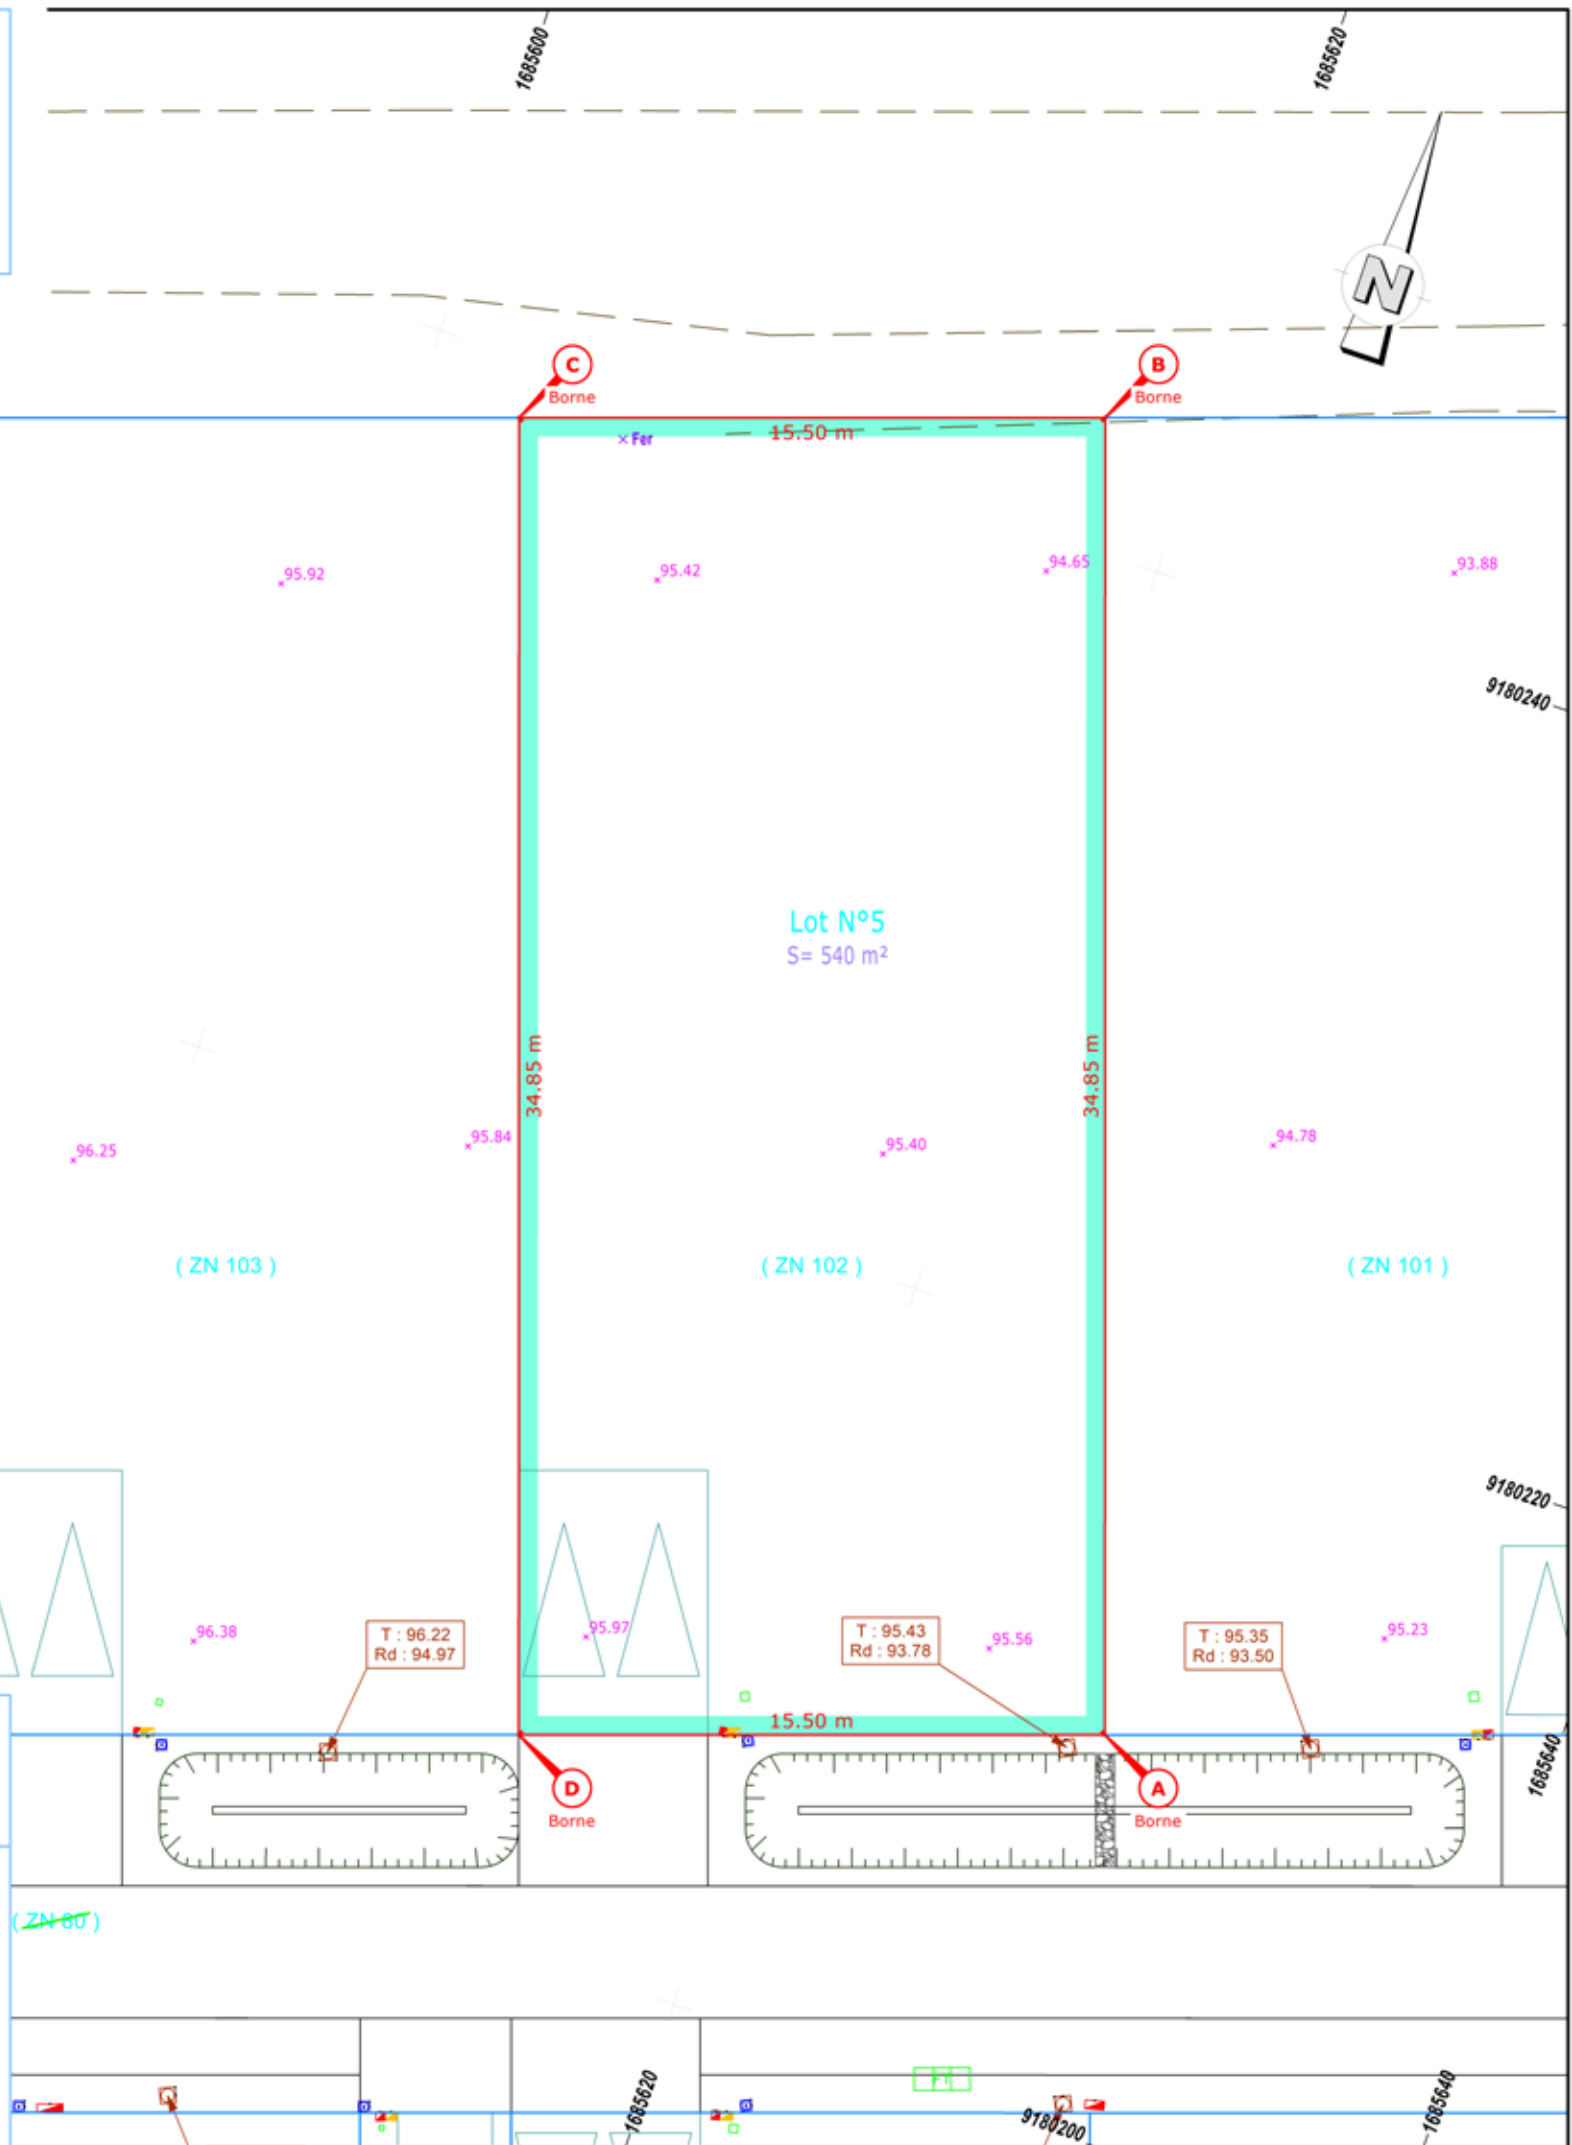 1685600
1685620
N
C
Borne
B
Borne
15.50 m
Fer
95.92
95.42
94.65
93.88
9180240
Lot N°5
S= 540 m²
34.85 m
34.85 m
96.25
95.84
95.40
94.78
( ZN 103 )
( ZN 102 )
( ZN 101 )
9180220
96.38
T : 96.22
Rd : 94.97
95.97
T : 95.43
Rd : 93.78
95.56
T : 95.35
Rd : 93.50
95.23
15.50 m
1685640
D
Borne
A
Borne
( ZN 80 )
1685620
FT
9180200
1685640